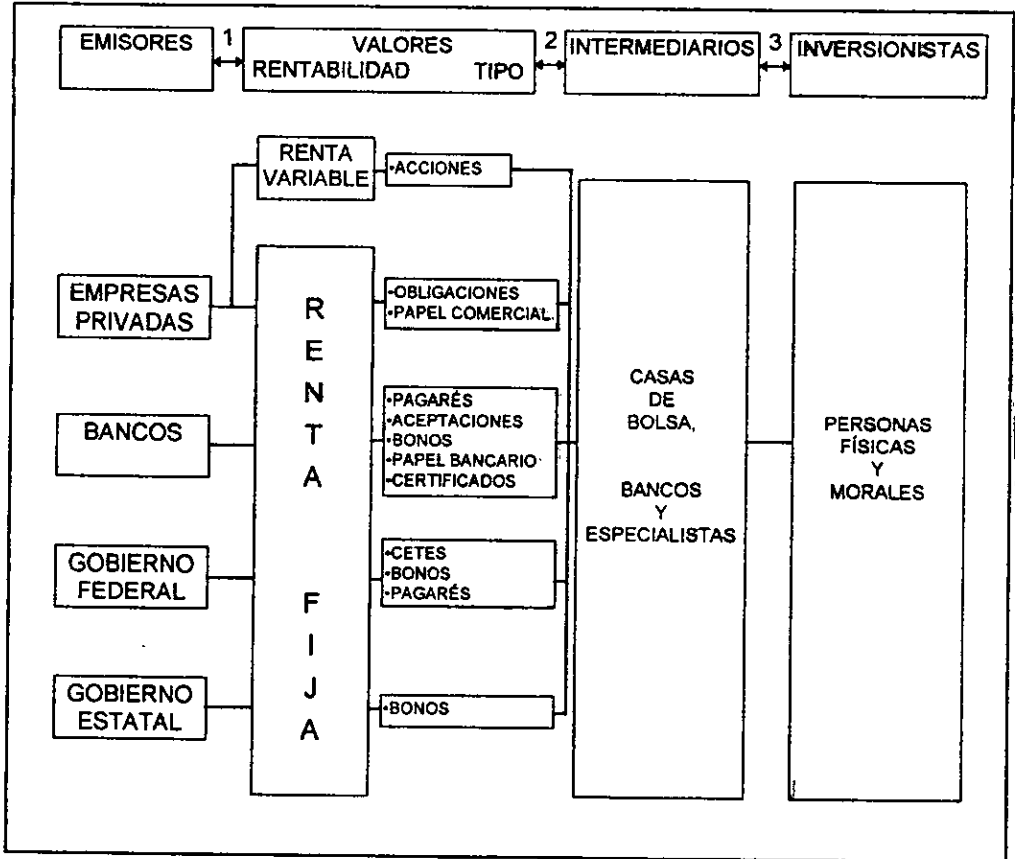 EMISORES
1
VALORES
RENTABILIDAD TIPO
2
INTERMEDIARIOS
3
INVERSIONISTAS
RENTA
VARIABLE
•ACCIONES
EMPRESAS
PRIVADAS
BANCOS
GOBIERNO
FEDERAL
GOBIERNO
ESTATAL
R
E
N
T
A
F
I
J
A
•OBLIGACIONES
•PAPEL COMERCIAL.
•PAGARÉS
•ACEPTACIONES
•BONOS
•PAPEL BANCARIO
•CERTIFICADOS
•CETES
•BONOS
•PAGARÉS
•BONOS
CASAS
DE
BOLSA,
BANCOS
Y
ESPECIALISTAS
PERSONAS
FÍSICAS
Y
MORALES